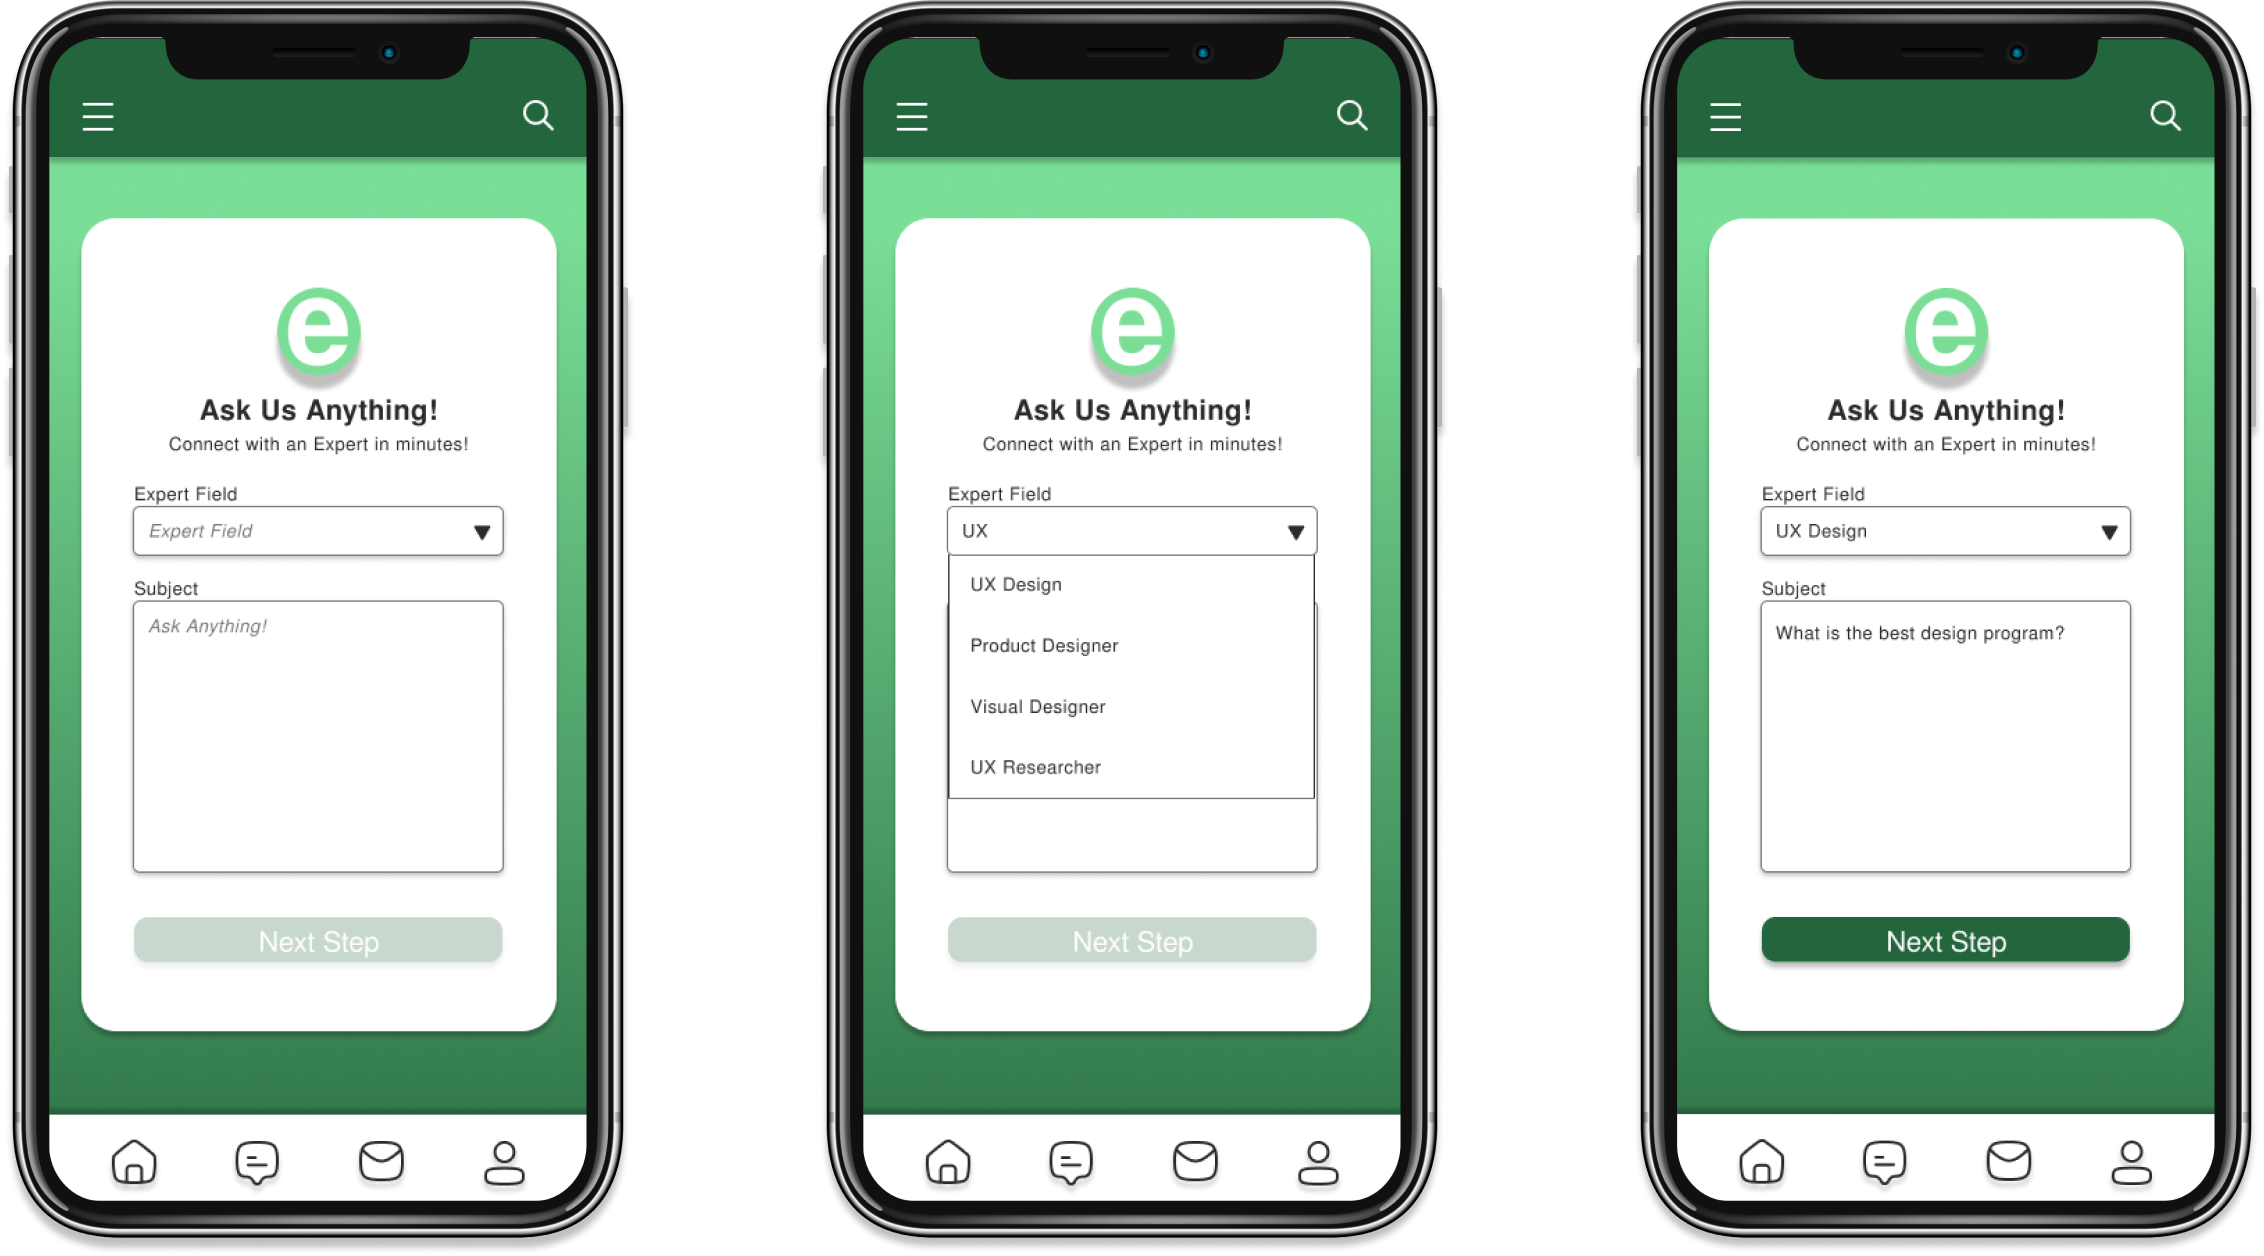 e
Ask Us Anything!
Connect with an Expert in minutes!
Expert Field
Expert Field
Subject
Ask Anything!
Next Step
e
Ask Us Anything!
Connect with an Expert in minutes!
Expert Field
UX
UX Design
Product Designer
Visual Designer
UX Researcher
Next Step
e
Ask Us Anything!
Connect with an Expert in minutes!
Expert Field
UX Design
Subject
What is the best design program?
Next Step